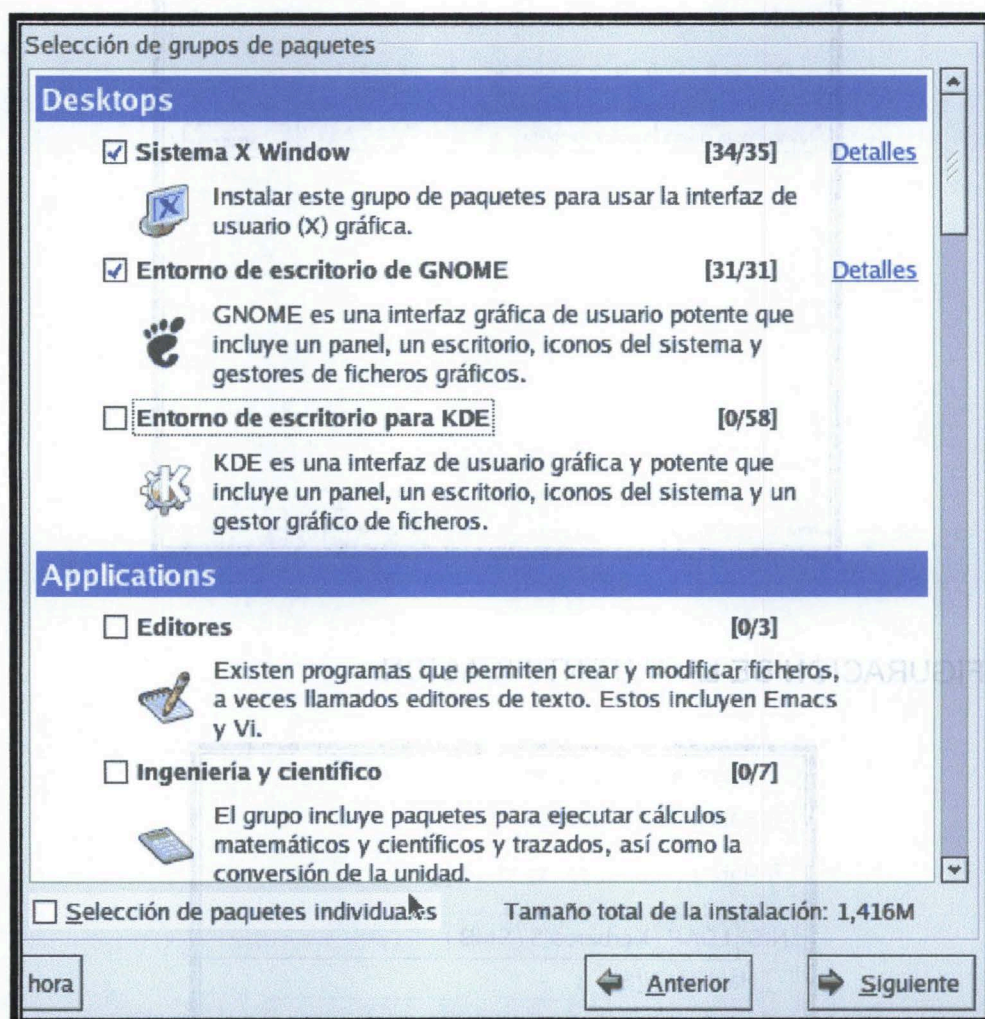 Selección de grupos de paquetes
Desktops
Sistema X Window [34/35] Detalles
Instalar este grupo de paquetes para usar la interfaz de
usuario (X) gráfica.
Entorno de escritorio de GNOME [31/31] Detalles
GNOME es una interfaz gráfica de usuario potente que
incluye un panel, un escritorio, iconos del sistema y
gestores de ficheros gráficos.
Entorno de escritorio para KDE [0/58]
KDE es una interfaz de usuario gráfica y potente que
incluye un panel, un escritorio, iconos del sistema y un
gestor gráfico de ficheros.
Applications
Editores [0/3]
Existen programas que permiten crear y modificar ficheros,
a veces llamados editores de texto. Estos incluyen Emacs
y Vi.
Ingeniería y científico [0/7]
El grupo incluye paquetes para ejecutar cálculos
matemáticos y científicos y trazados, así como la
conversión de la unidad.
Selección de paquetes individuales Tamaño total de la instalación: 1,416M
hora Anterior Siguiente